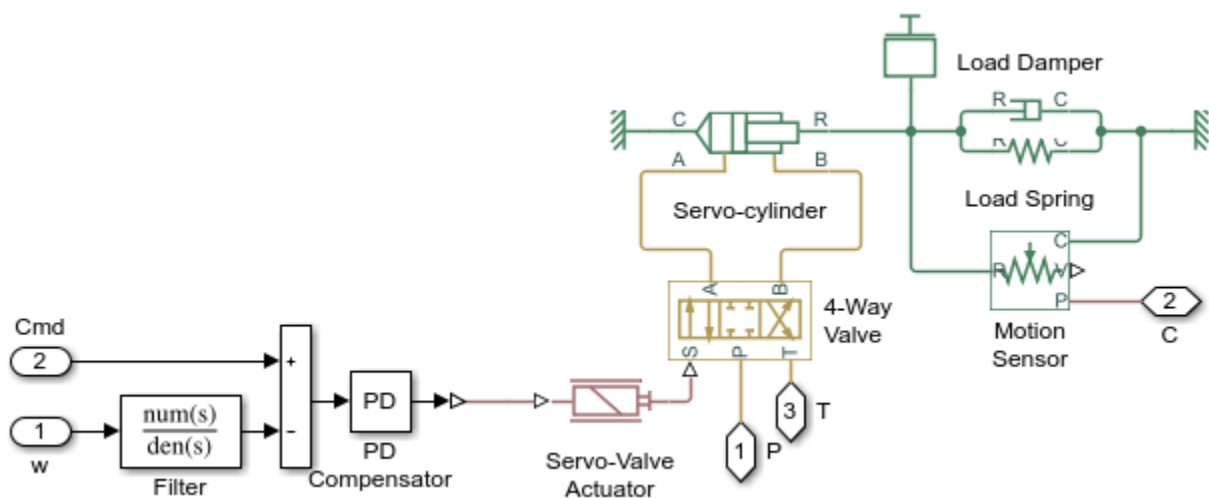 Load Damper
R C
C R
R C
A B
Servo-cylinder
Load Spring
C
A B
R V
4-Way
Valve
P
2
C
Motion
Sensor
Cmd
2
S P T
PD
3 T
num(s)
den(s)
1
w
1 P
PD
Compensator
Servo-Valve
Actuator
Filter